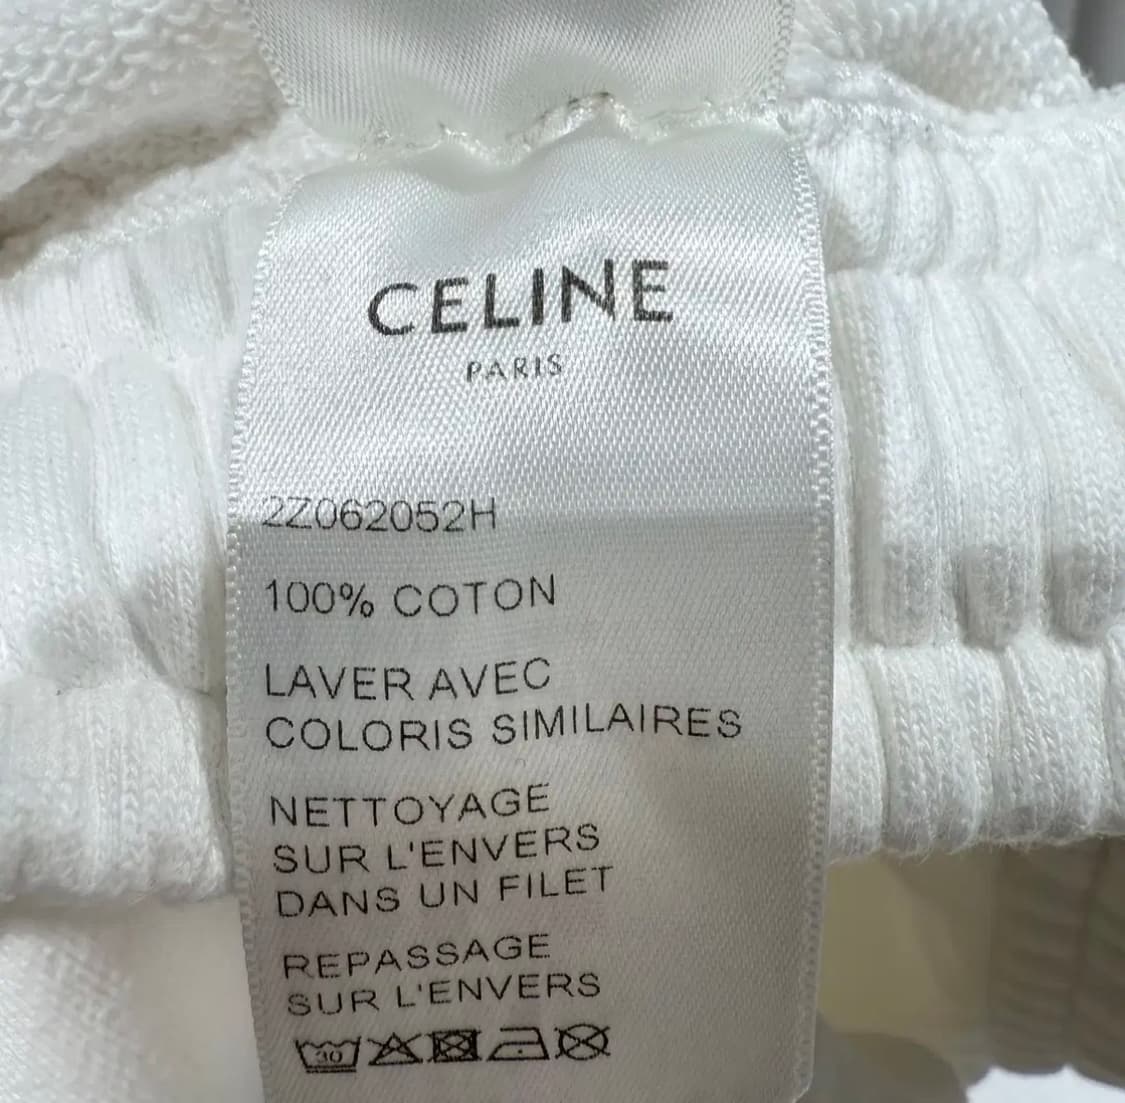 CELINE
PARIS
2Z062052H
100% COTON
LAVER AVEC
COLORIS SIMILAIRES
NETTOYAGE
SUR L'ENVERS
DANS UN FILET
REPASSAGE
SUR L'ENVERS
30